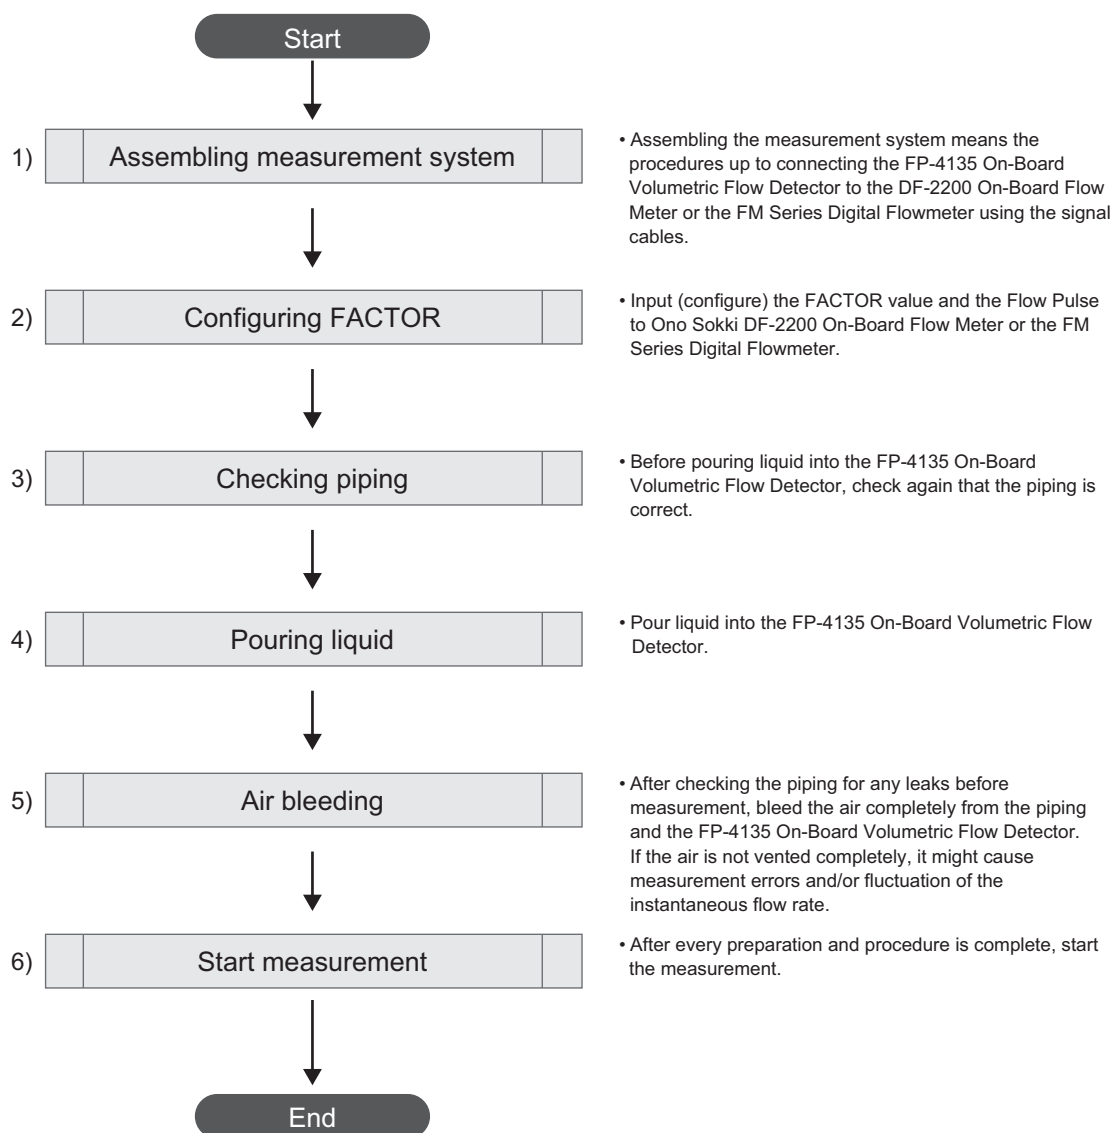 Start
1)
Assembling measurement system
• Assembling the measurement system means the
procedures up to connecting the FP-4135 On-Board
Volumetric Flow Detector to the DF-2200 On-Board Flow
Meter or the FM Series Digital Flowmeter using the signal
cables.
2)
Configuring FACTOR
• Input (configure) the FACTOR value and the Flow Pulse
to Ono Sokki DF-2200 On-Board Flow Meter or the FM
Series Digital Flowmeter.
3)
Checking piping
• Before pouring liquid into the FP-4135 On-Board
Volumetric Flow Detector, check again that the piping is
correct.
4)
Pouring liquid
• Pour liquid into the FP-4135 On-Board Volumetric Flow
Detector.
5)
Air bleeding
• After checking the piping for any leaks before
measurement, bleed the air completely from the piping
and the FP-4135 On-Board Volumetric Flow Detector.
If the air is not vented completely, it might cause
measurement errors and/or fluctuation of the
instantaneous flow rate.
6)
Start measurement
• After every preparation and procedure is complete, start
the measurement.
End